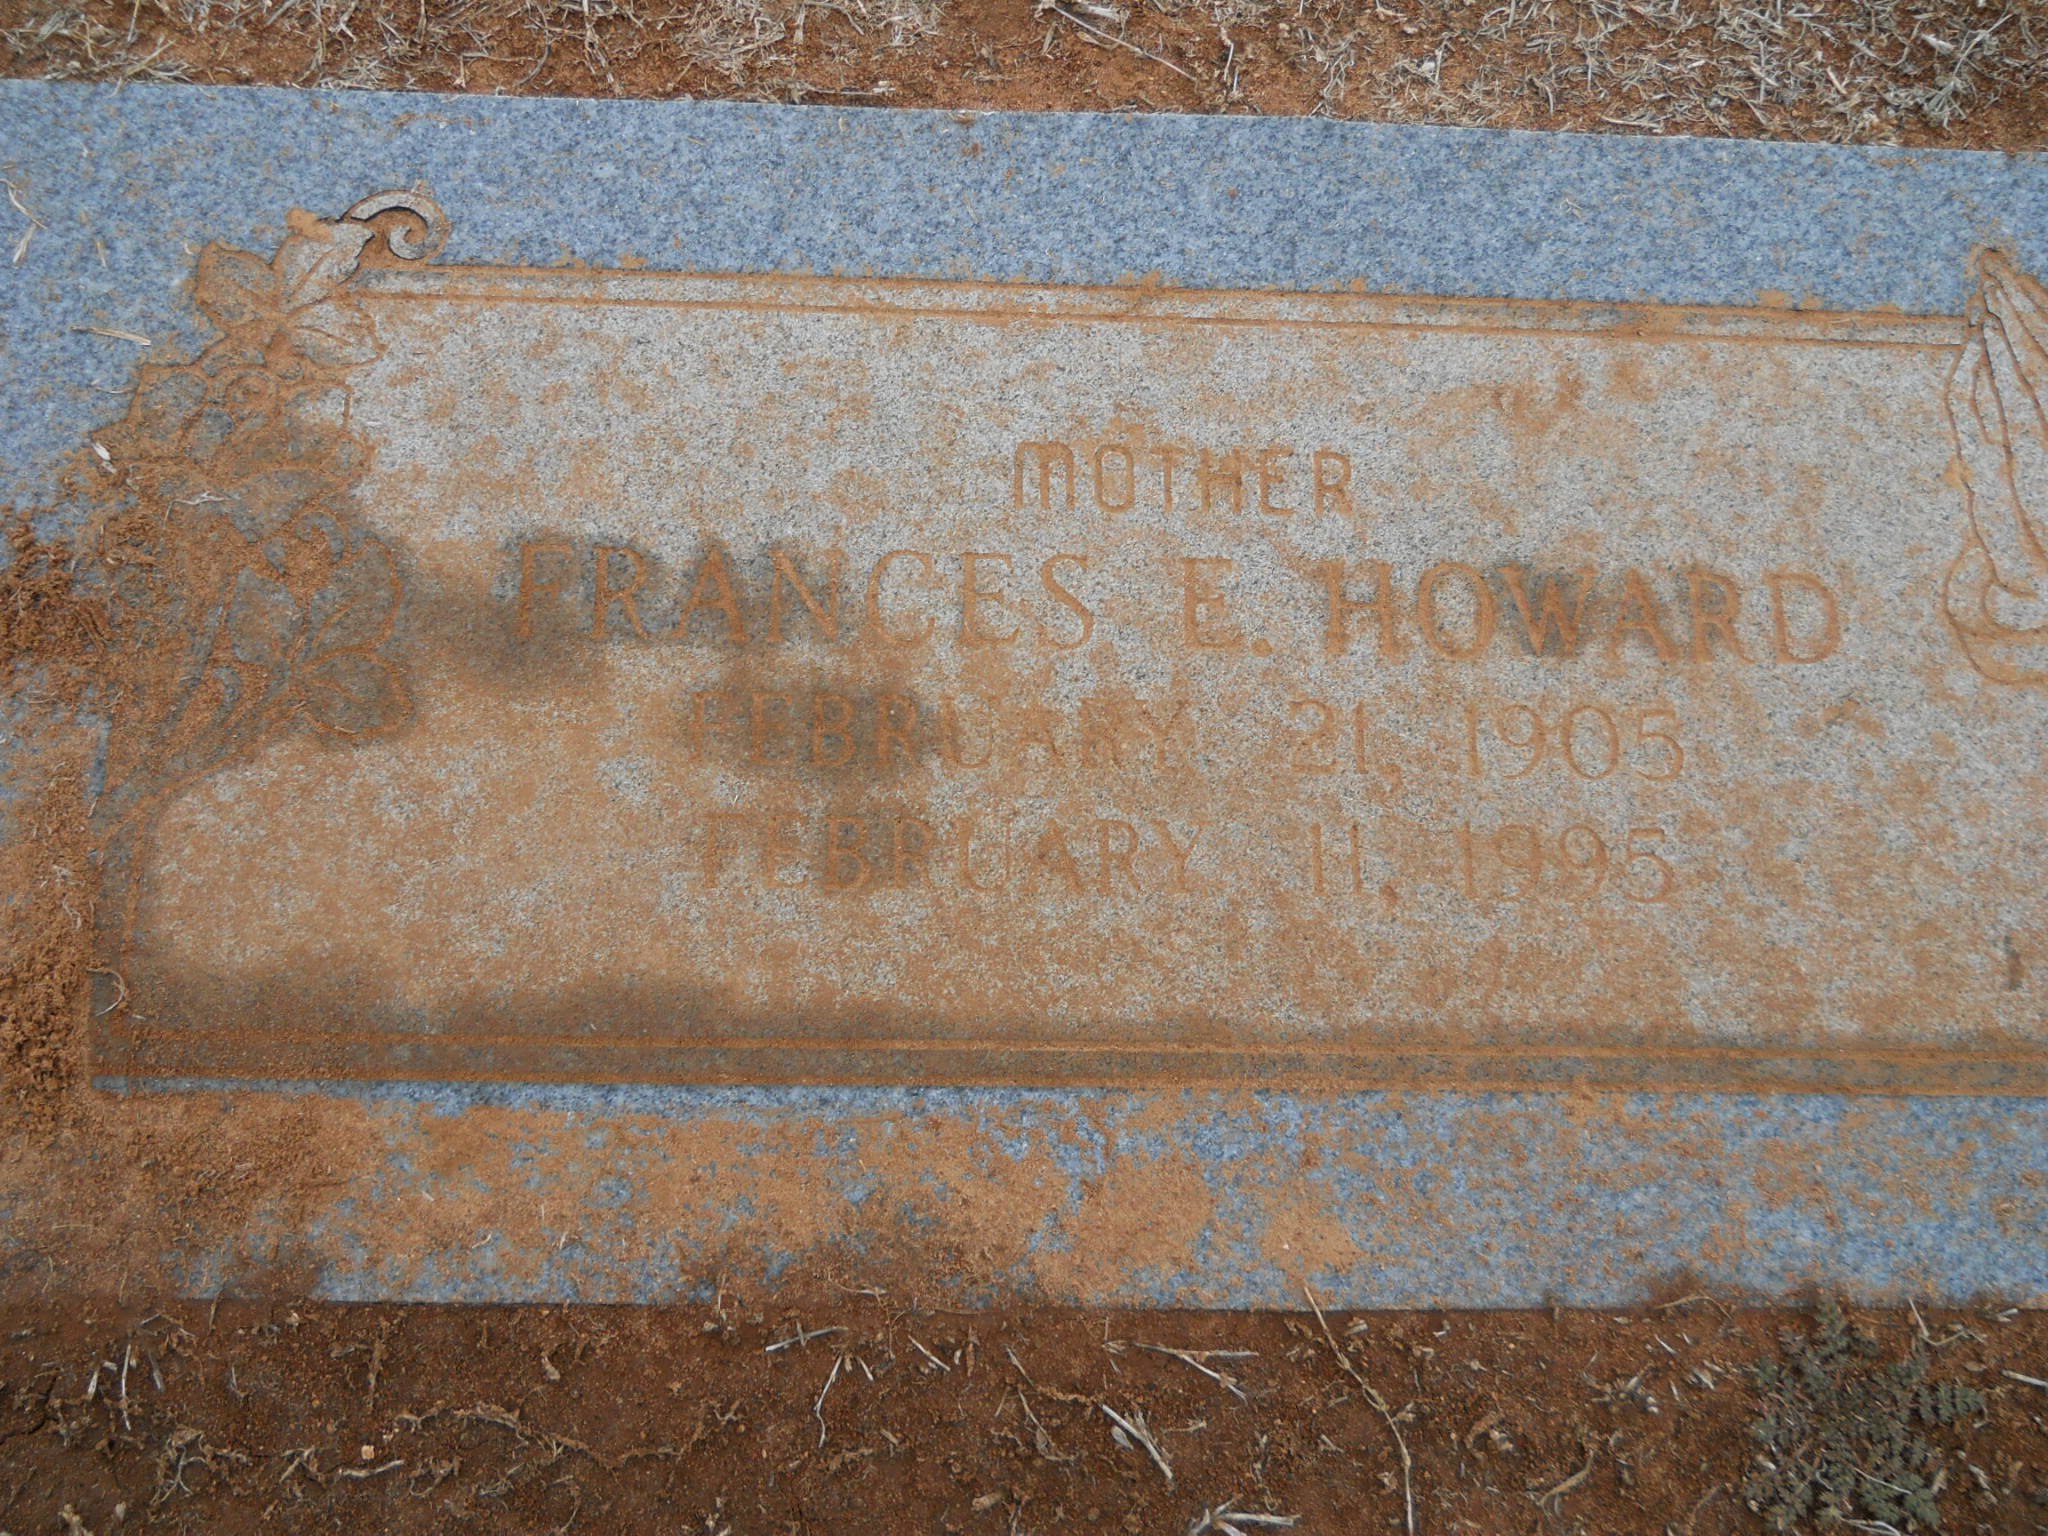 MOTHER
FRANCES E. HOWARD
FEBRUARY 21, 1905
FEBRUARY 11, 1995